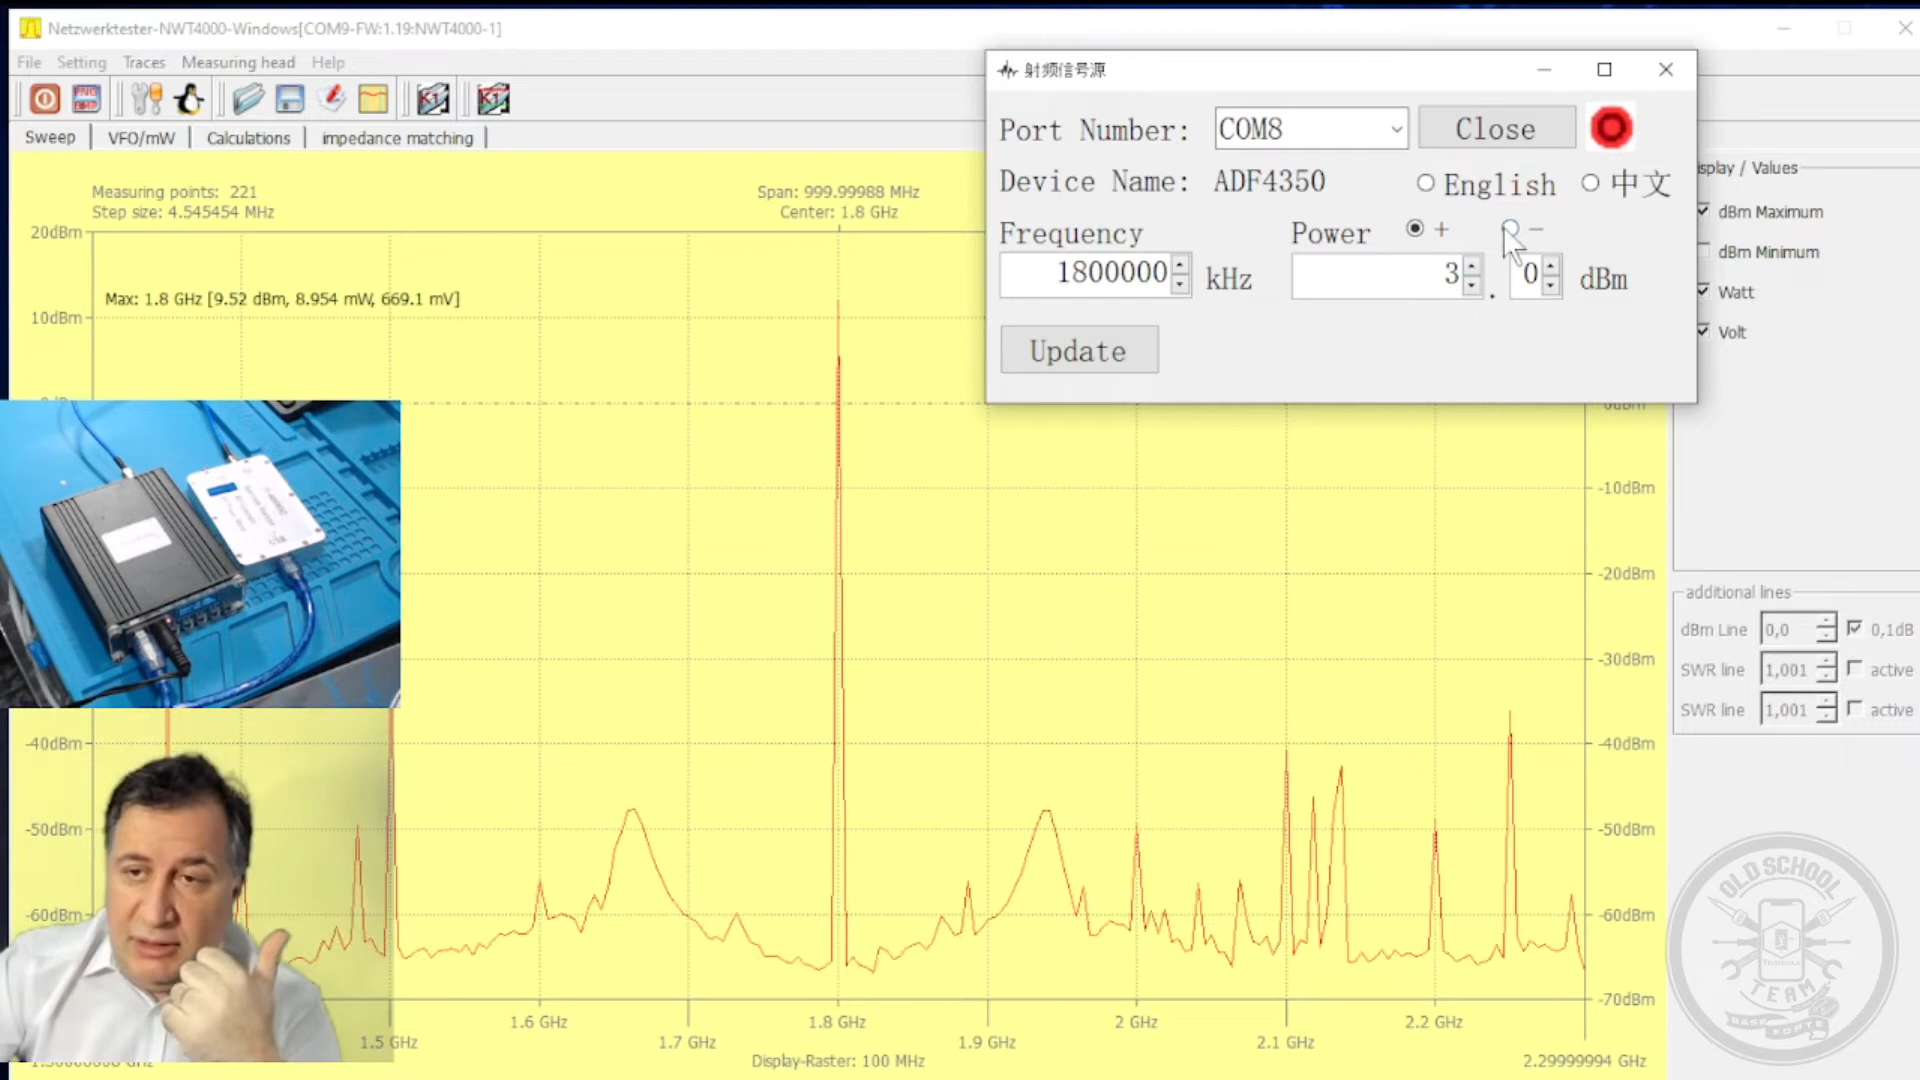 Netzwerktester-NWT4000-Windows[COM9-FW:1.19:NWT4000-1]
File Setting Traces Measuring head Help
PNG
BMP
K1
K1
Sweep VFO/mW Calculations impedance matching
Measuring points: 221
Step size: 4.545454 MHz
Span: 999.99988 MHz
Center: 1.8 GHz
20dBm
Max: 1.8 GHz [9.52 dBm, 8.954 mW, 669.1 mV]
10dBm
射频信号源
Port Number: COM8 Close
Device Name: ADF4350 English 中文
Frequency Power + -
1800000 kHz 3 . 0 dBm
Update
isplay / Values
dBm Maximum
dBm Minimum
Watt
Volt
0dBm
-10dBm
-20dBm
-30dBm
-40dBm -40dBm
-50dBm -50dBm
-60dBm -60dBm
-70dBm
additional lines
dBm Line 0,0 0,1dB
SWR line 1,001 active
SWR line 1,001 active
1.5 GHz 1.6 GHz 1.7 GHz 1.8 GHz 1.9 GHz 2 GHz 2.1 GHz 2.2 GHz
Display-Raster: 100 MHz
2.29999994 GHz
OLD SCHOOL
TEAM